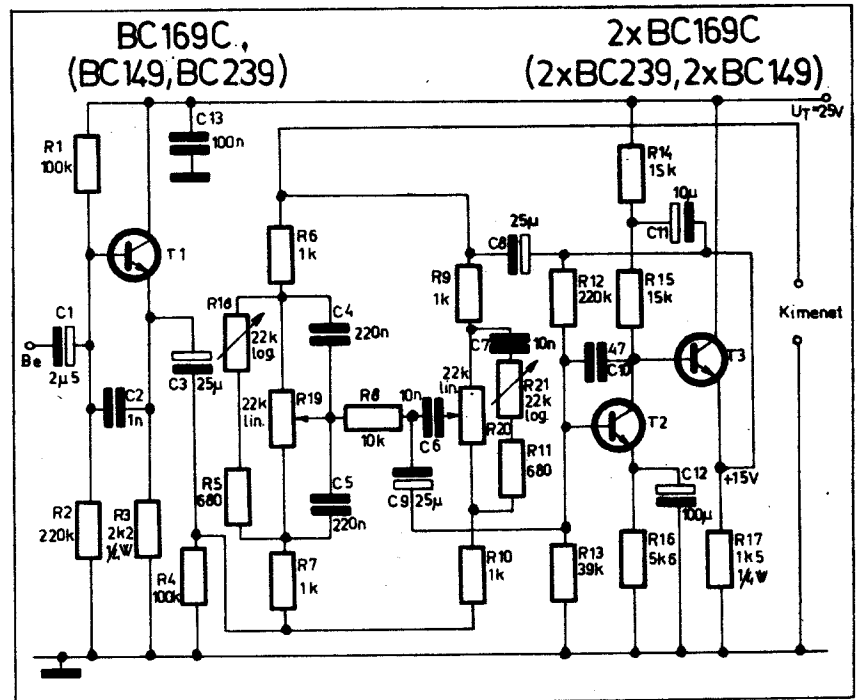 BC169C,
(BC149,BC239)
2xBC169C
(2xBC239,2xBC149)
UT=25V
C13
100n
R1
100k
T1
C1
2µ5
Be
C2
1n
C3
25µ
R2
220k
R3
2k2
1/4W
R4
100k
R5
680
R6
1k
R18
22k
log.
C4
220n
R19
22k
lin.
C5
220n
R7
1k
R8
10k
10n
C6
C9
25µ
R9
1k
C8
25µ
C7
10n
22k
lin.
R20
R21
22k
log
R11
680
R10
1k
R12
220k
R13
39k
47
C10
R14
15k
10µ
C11
R15
15k
T2
T3
Kimenet
C12
100µ
+15V
R16
5k6
R17
1k5
1/4W